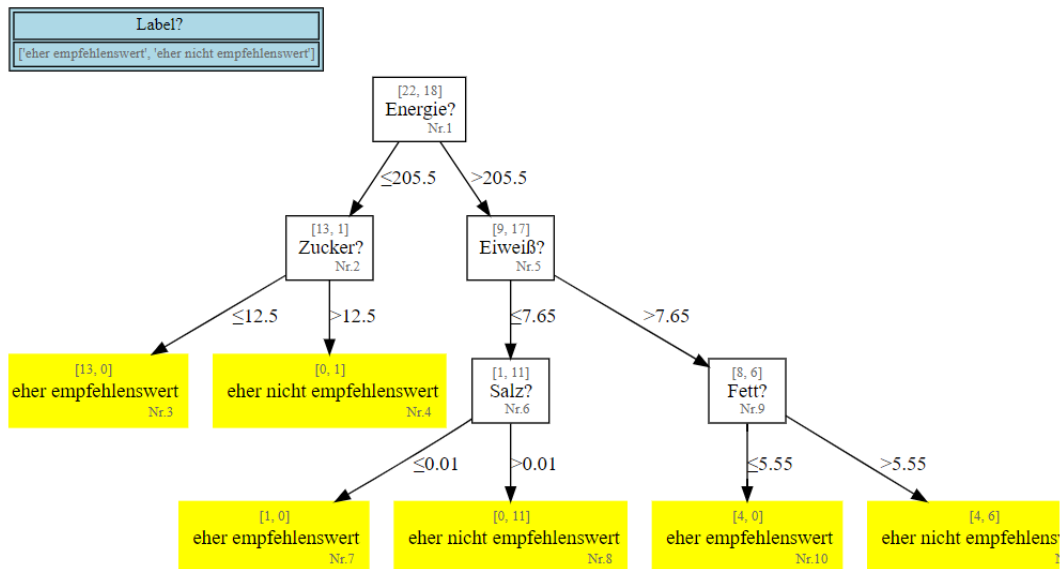 Label?
['eher empfehlenswert', 'eher nicht empfehlenswert']
[22, 18]
Energie?
Nr.1
≤205.5
>205.5
[13, 1]
Zucker?
Nr.2
[9, 17]
Eiweiß?
Nr.5
≤12.5
>12.5
≤7.65
>7.65
[13, 0]
eher empfehlenswert
Nr.3
[0, 1]
eher nicht empfehlenswert
Nr.4
[1, 11]
Salz?
Nr.6
[8, 6]
Fett?
Nr.9
≤0.01
>0.01
≤5.55
>5.55
[1, 0]
eher empfehlenswert
Nr.7
[0, 11]
eher nicht empfehlenswert
Nr.8
[4, 0]
eher empfehlenswert
Nr.10
[4, 6]
eher nicht empfehlens